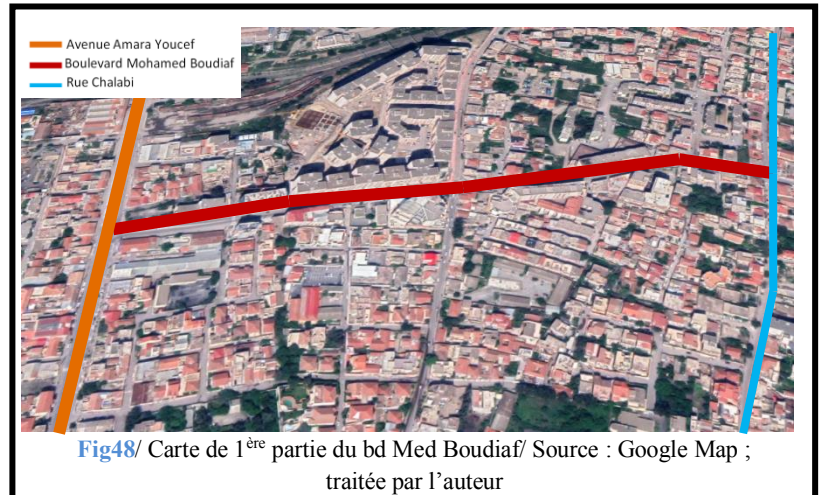 Avenue Amara Youcef
Boulevard Mohamed Boudiaf
Rue Chalabi
Fig48/ Carte de 1ère partie du bd Med Boudiaf/ Source : Google Map ;
traitée par l’auteur